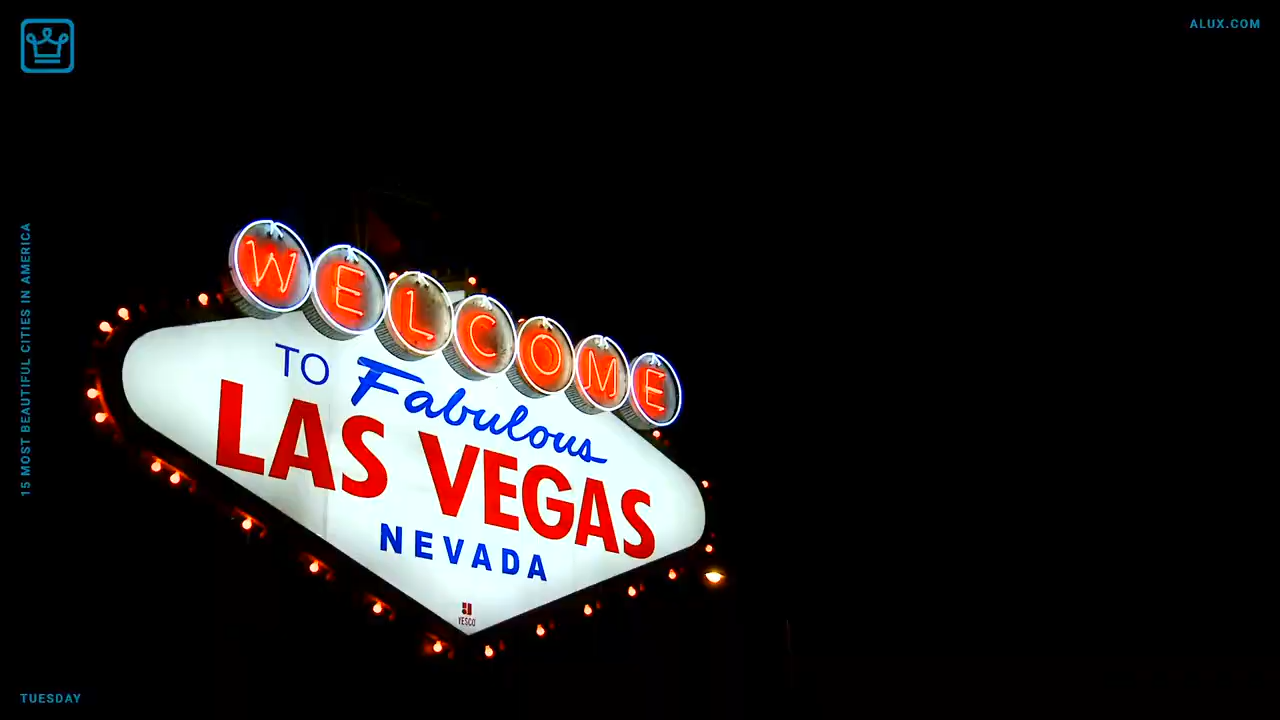 ALUX.COM
15 MOST BEAUTIFUL CITIES IN AMERICA
WELCOME
TO Fabulous
LAS VEGAS
NEVADA
YESCO
TUESDAY